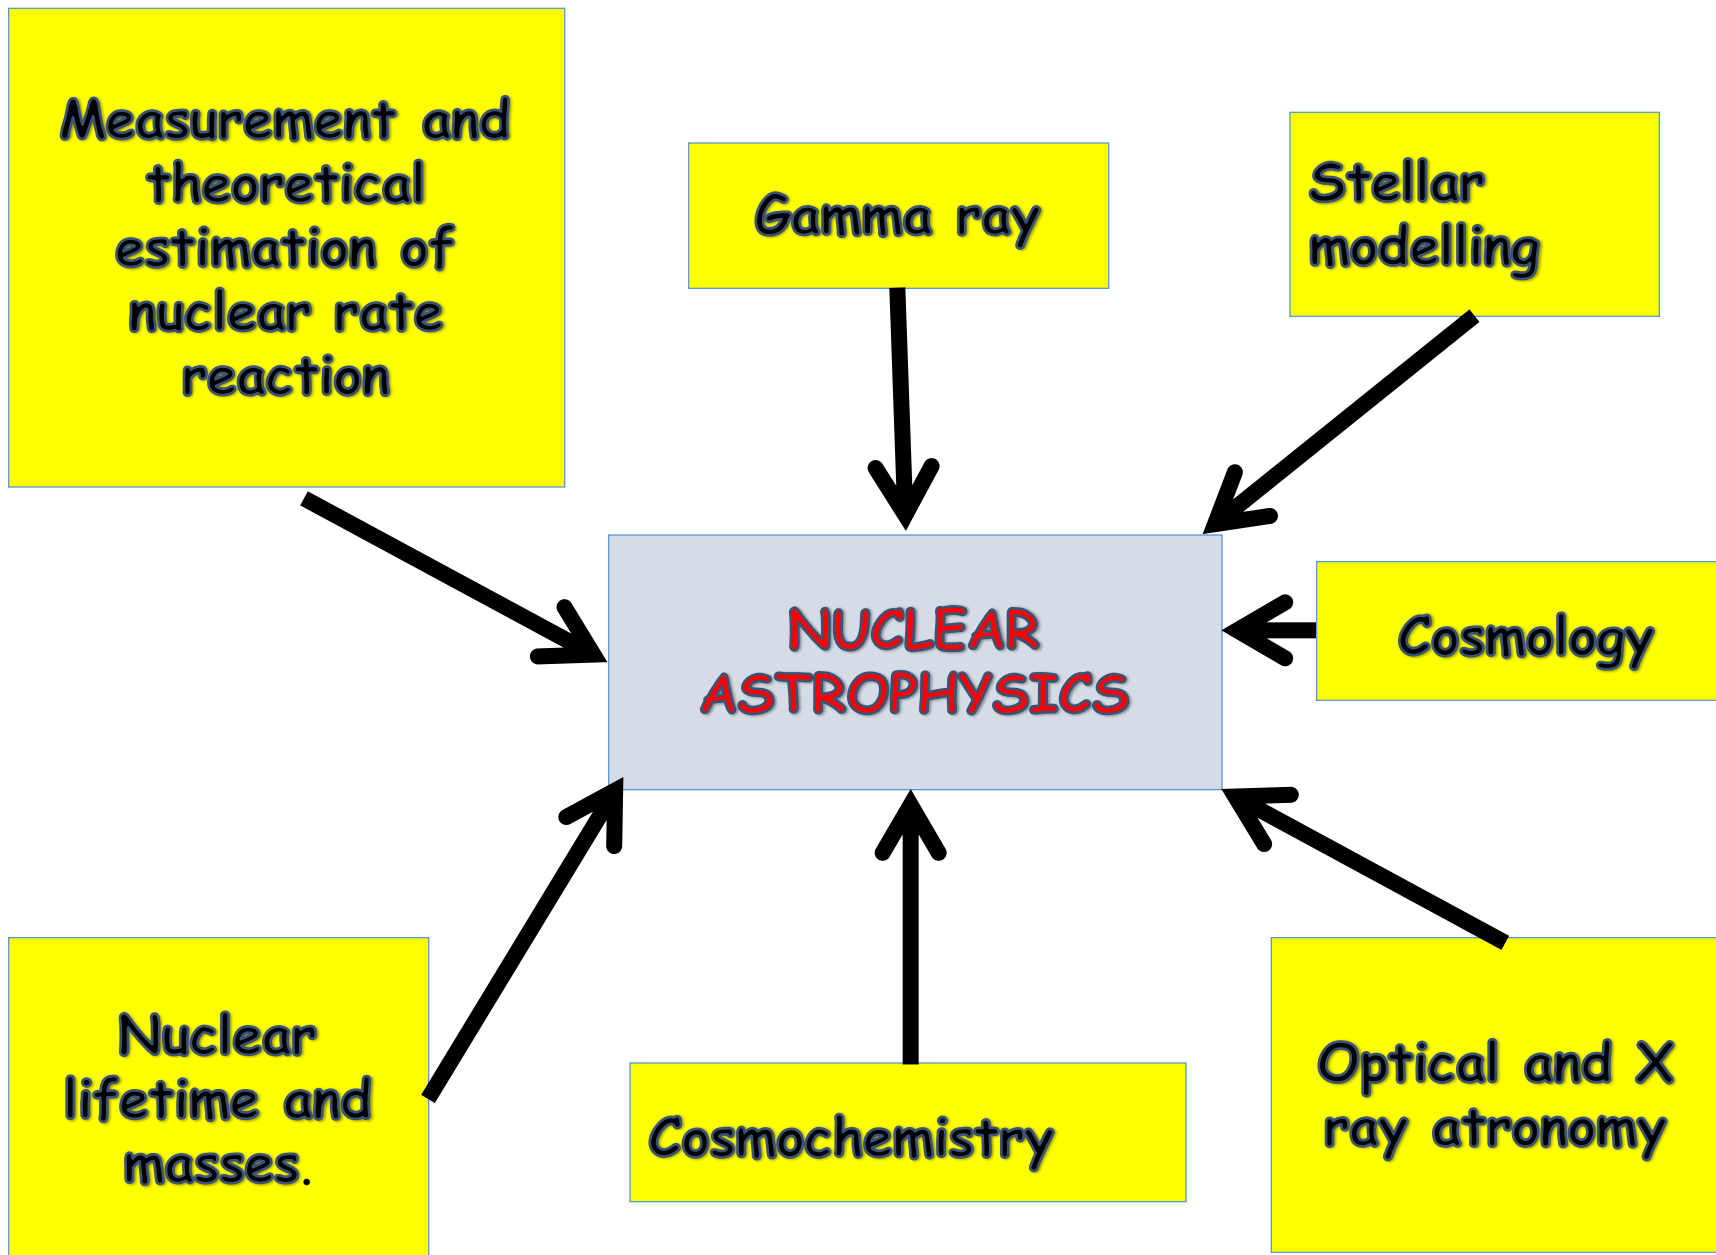 Measurement and
theoretical
estimation of
nuclear rate
reaction
Gamma ray
Stellar
modelling
NUCLEAR
ASTROPHYSICS
Cosmology
Nuclear
lifetime and
masses.
Cosmochemistry
Optical and X
ray atronomy